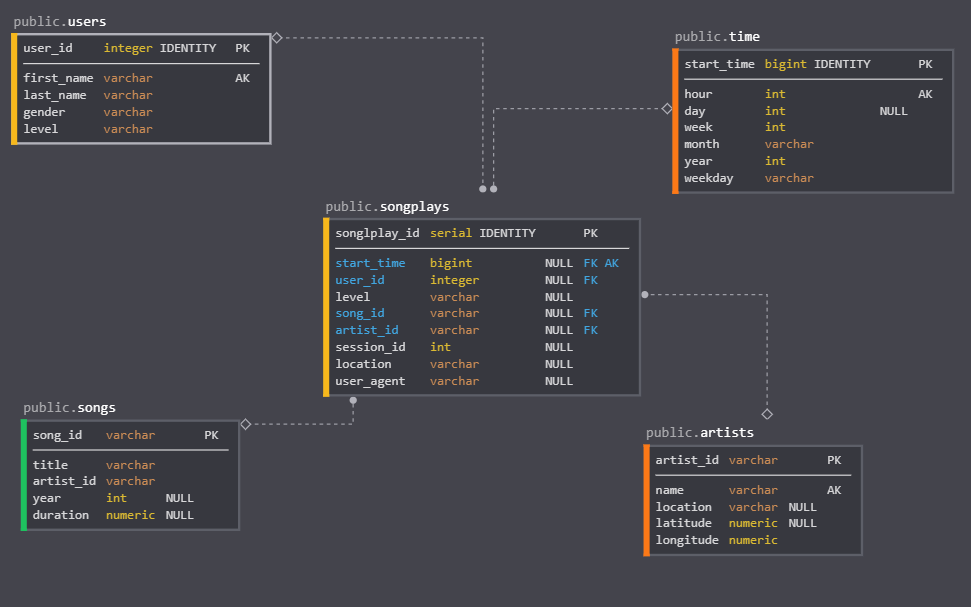 public.users
user_id integer IDENTITY PK
first_name varchar AK
last_name varchar
gender varchar
level varchar
public.time
start_time bigint IDENTITY PK
hour int AK
day int NULL
week int
month varchar
year int
weekday varchar
public.songplays
songlplay_id serial IDENTITY PK
start_time bigint NULL FK AK
user_id integer NULL FK
level varchar NULL
song_id varchar NULL FK
artist_id varchar NULL FK
session_id int NULL
location varchar NULL
user_agent varchar NULL
public.songs
song_id varchar PK
title varchar
artist_id varchar
year int NULL
duration numeric NULL
public.artists
artist_id varchar PK
name varchar AK
location varchar NULL
latitude numeric NULL
longitude numeric